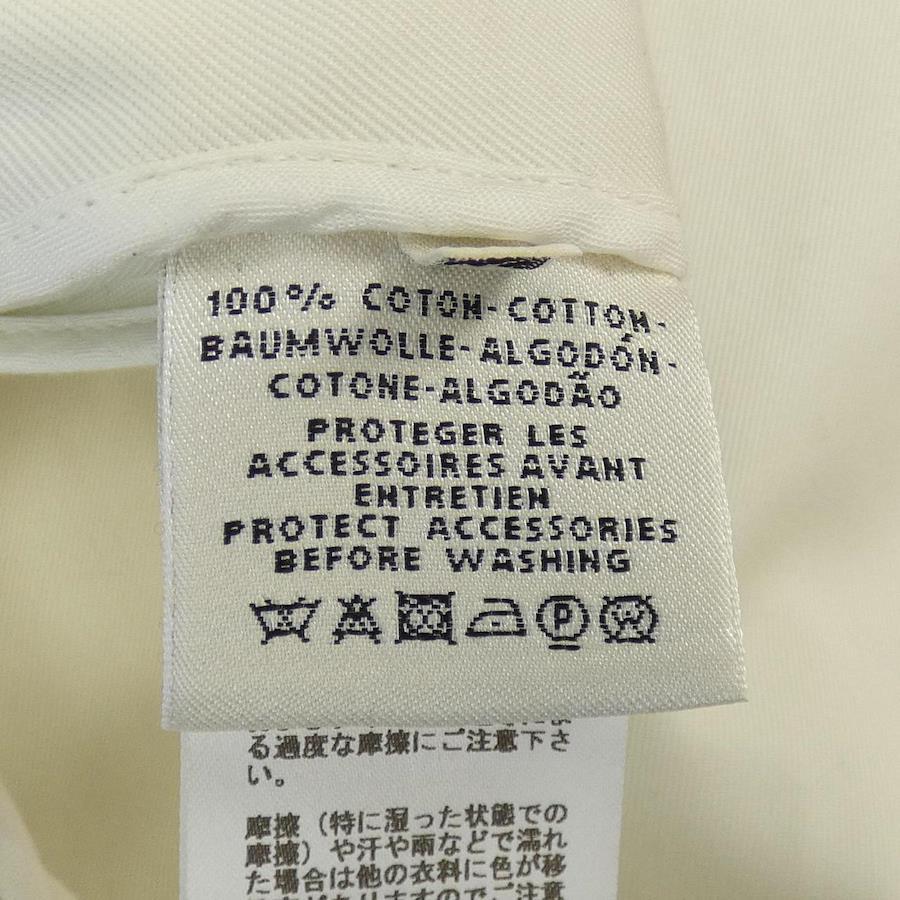 100% COTON-COTTON-
BAUMWOLLE-ALGODÓN-
COTONE-ALGODÃO
PROTEGER LES
ACCESSOIRES AVANT
ENTRETIEN
PROTECT ACCESSORIES
BEFORE WASHING
P W
る過度な摩擦にご注意下さ
い。
摩擦（特に湿った状態での
摩擦）や汗や雨などで濡れ
た場合は他の衣料に色が移